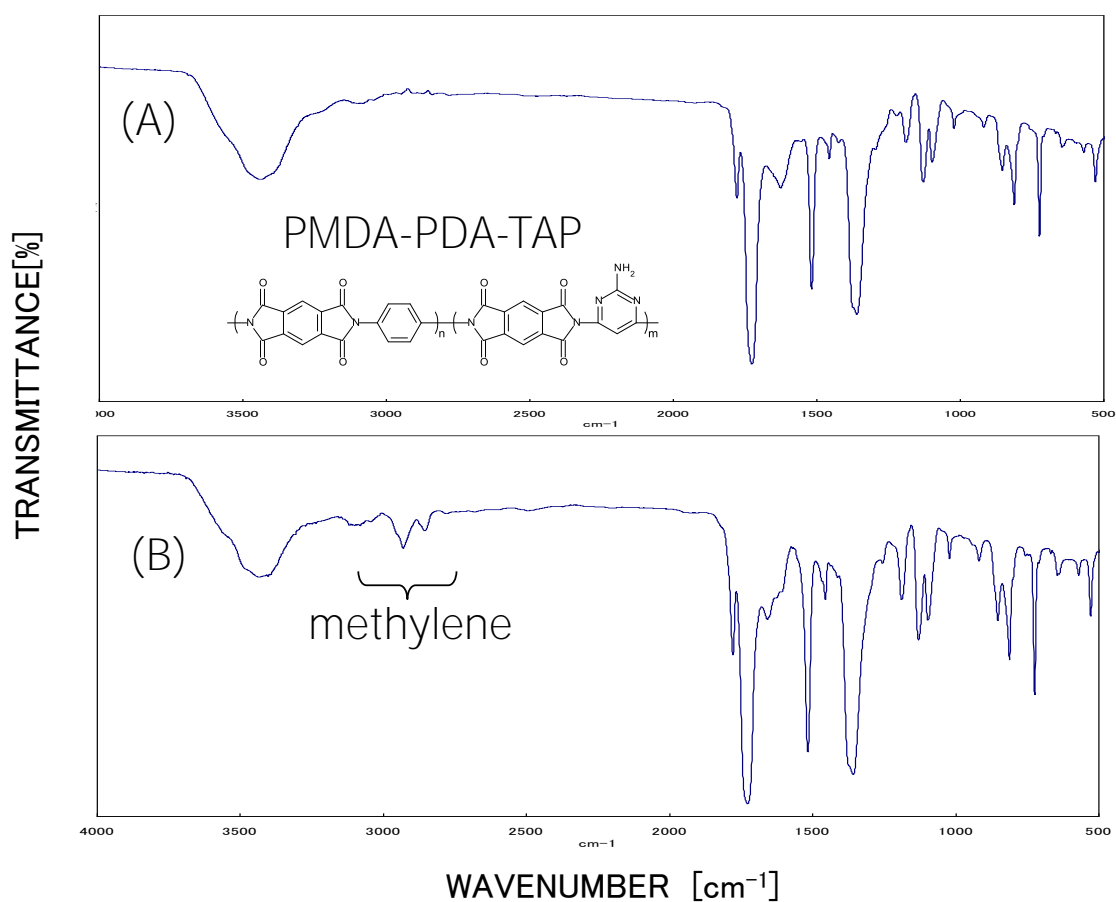 (A)
PMDA-PDA-TAP
NH2
O O O O N N
N N n N N m
O O O O
000 3500 3000 2500 2000 1500 1000 500
cm-1
TRANSMITTANCE[%]
(B)
methylene
4000 3500 3000 2500 2000 1500 1000 500
cm-1
WAVENUMBER [cm⁻¹]